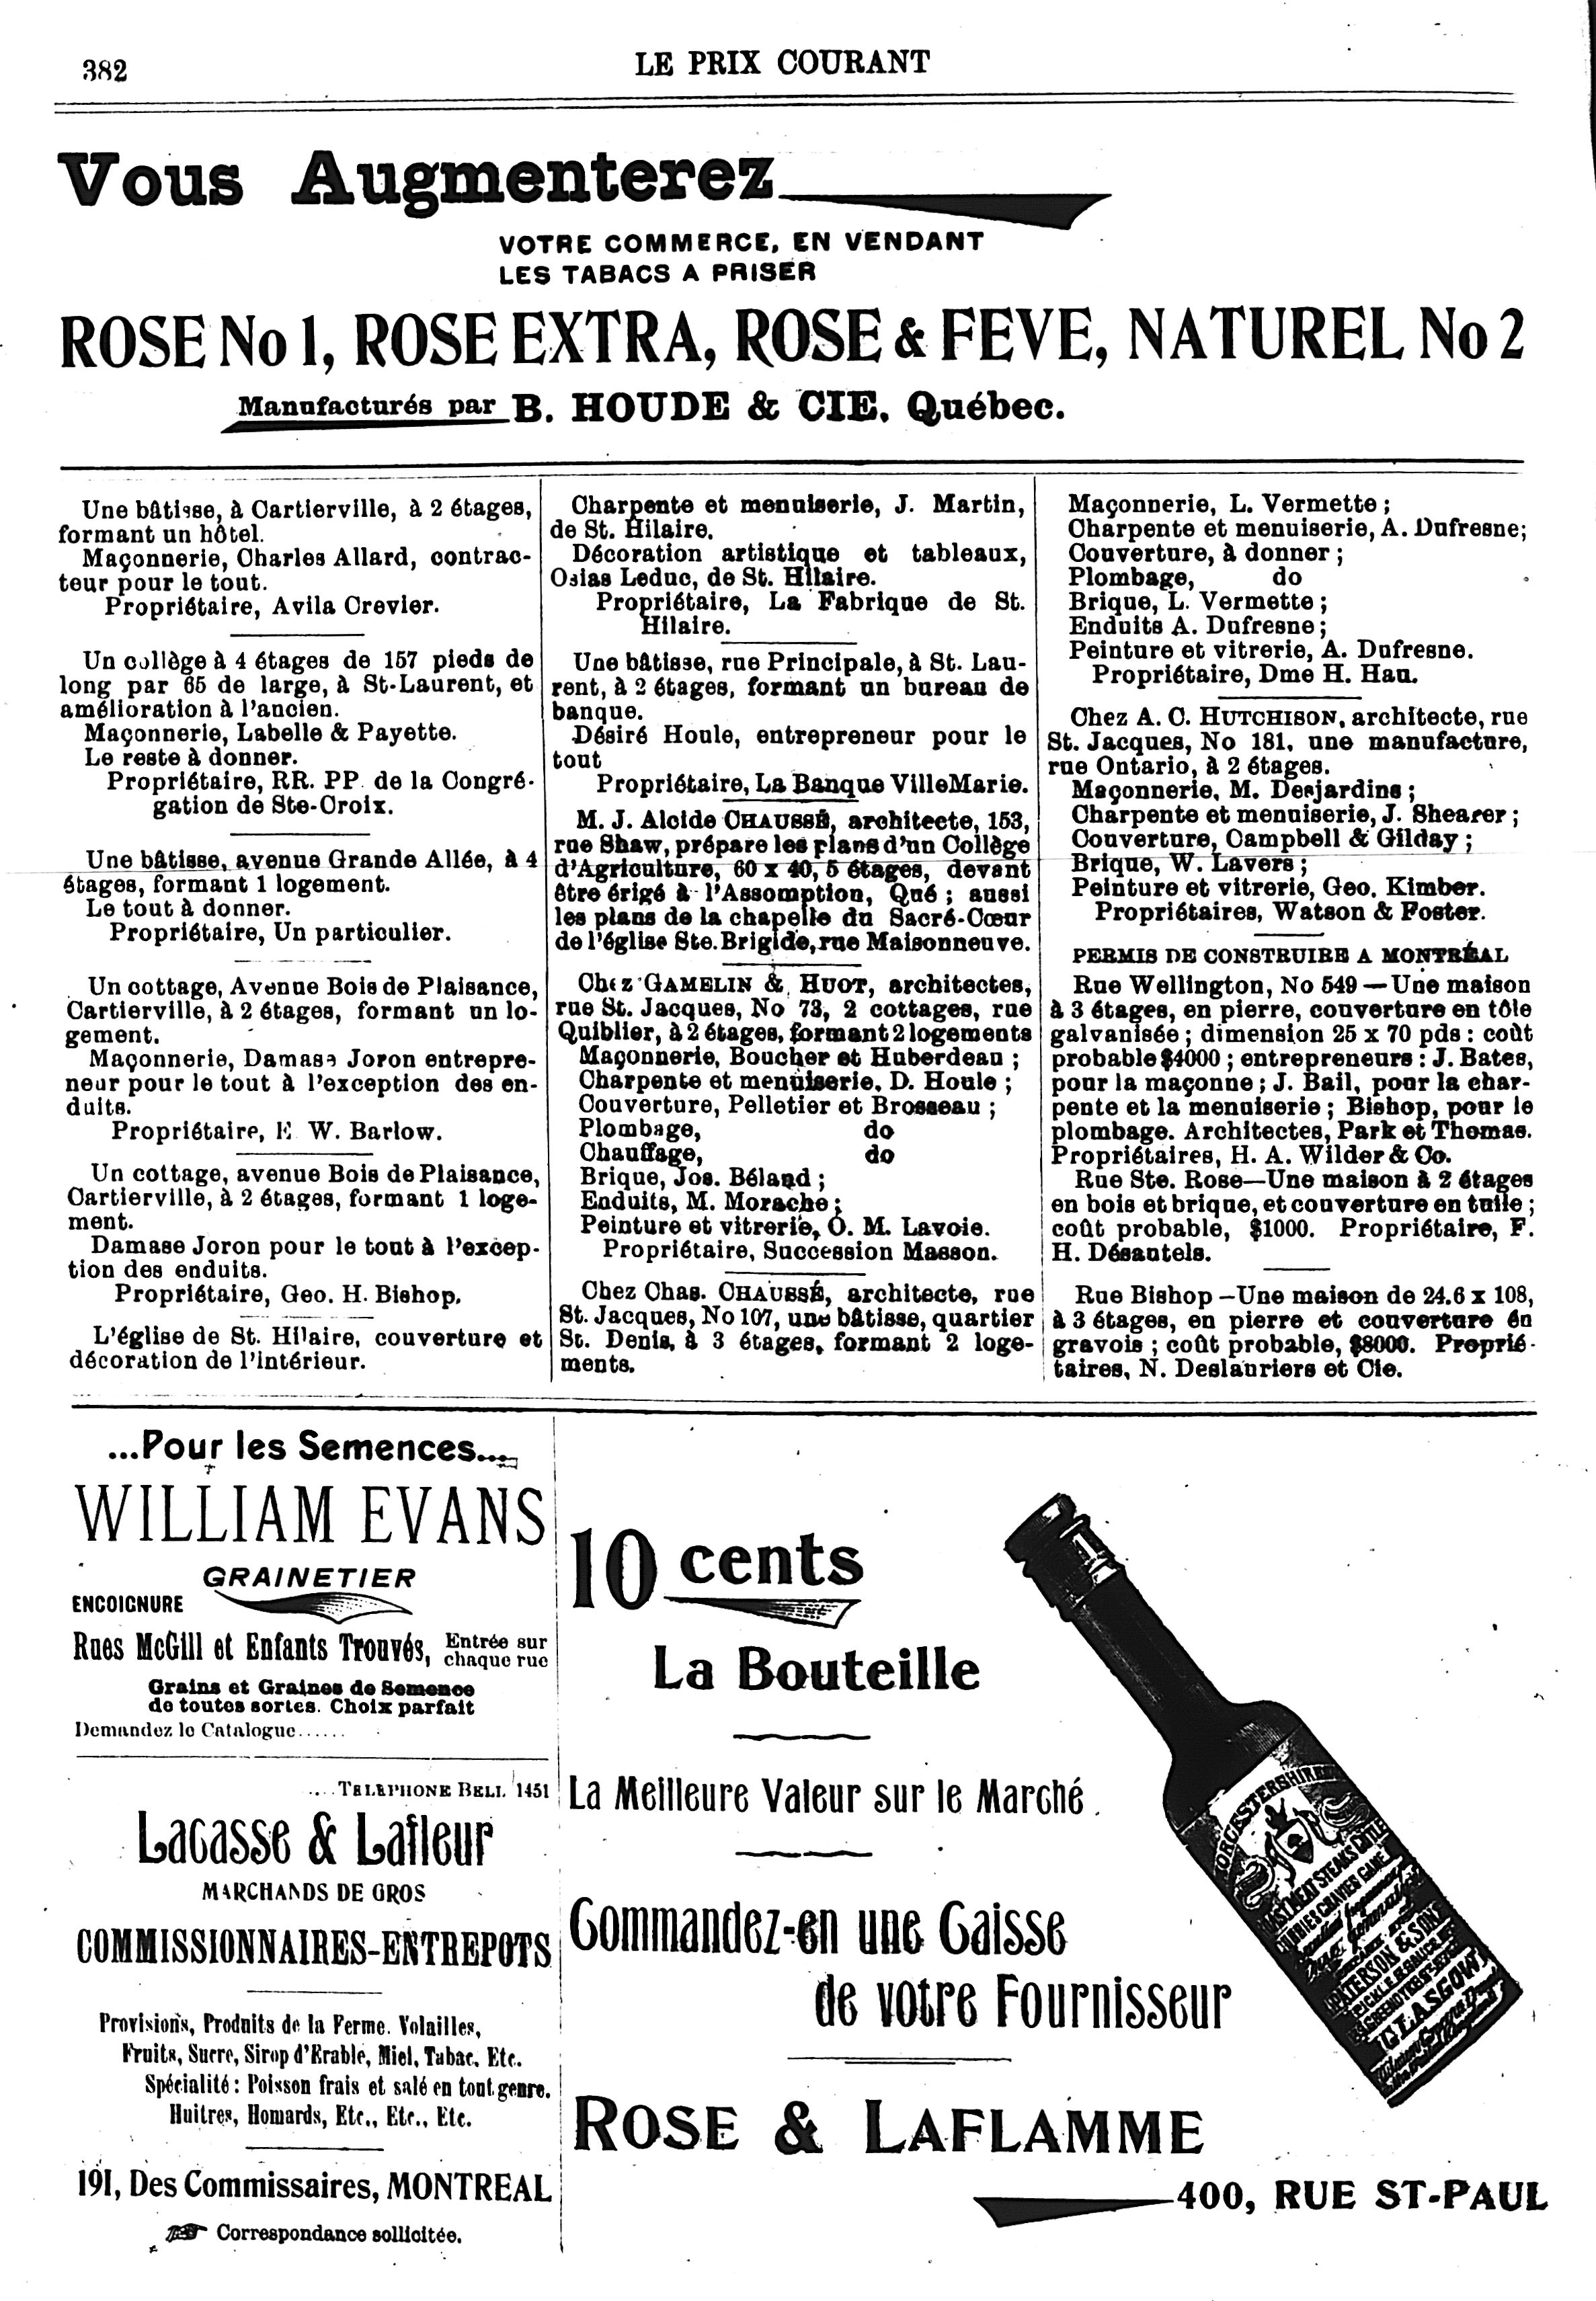 382
LE PRIX COURANT
Vous Augmenterez
VOTRE COMMERCE, EN VENDANT
LES TABACS A PRISER
ROSE No 1, ROSE EXTRA, ROSE & FEVE, NATUREL No 2
Manufacturés par B. HOUDE & CIE. Québec.
Une bâtisse, à Cartierville, à 2 étages,
formant un hôtel.
Maçonnerie, Charles Allard, contrac-
teur pour le tout.
Propriétaire, Avila Crevier.
Un collège à 4 étages de 157 pieds de
long par 65 de large, à St-Laurent, et
amélioration à l'ancien.
Maçonnerie, Labelle & Payette.
Le reste à donner.
Propriétaire, RR. PP. de la Congré-
gation de Ste-Croix.
Une bâtisse, avenue Grande Allée, à 4
étages, formant 1 logement.
Le tout à donner.
Propriétaire, Un particulier.
Un cottage, Avenue Bois de Plaisance,
Cartierville, à 2 étages, formant un lo-
gement.
Maçonnerie, Damase Joron entrepre-
neur pour le tout à l'exception des en-
duits.
Propriétaire, E. W. Barlow.
Un cottage, avenue Bois de Plaisance,
Cartierville, à 2 étages, formant 1 loge-
ment.
Damase Joron pour le tout à l'excep-
tion des enduits.
Propriétaire, Geo. H. Bishop.
L'église de St. Hilaire, couverture et
décoration de l'intérieur.
Charpente et menuiserie, J. Martin,
de St. Hilaire.
Décoration artistique et tableaux,
Osias Leduc, de St. Hilaire.
Propriétaire, La Fabrique de St.
Hilaire.
Une bâtisse, rue Principale, à St. Lau-
rent, à 2 étages, formant un bureau de
banque.
Désiré Houle, entrepreneur pour le
tout
Propriétaire, La Banque VilleMarie.
M. J. Alcide CHAUSSÉ, architecte, 153,
rue Shaw, prépare les plans d'un Collège
d'Agriculture, 60 x 40, 5 étages, devant
être érigé à l'Assomption, Qué ; aussi
les plans de la chapelle du Sacré-Cœur
de l'église Ste. Brigide, rue Maisonneuve.
Chez GAMELIN & HUOT, architectes,
rue St. Jacques, No 73, 2 cottages, rue
Quiblier, à 2 étages, formant 2 logements
Maçonnerie, Boucher et Huberdeau ;
Charpente et menuiserie, D. Houle ;
Couverture, Pelletier et Brosseau ;
Plombage, do
Chauffage, do
Brique, Jos. Béland ;
Enduits, M. Morache ;
Peinture et vitrerie, O. M. Lavoie.
Propriétaire, Succession Masson.
Chez Chas. CHAUSSÉ, architecte, rue
St. Jacques, No 107, une bâtisse, quartier
St. Denis, à 3 étages, formant 2 loge-
ments.
Maçonnerie, L. Vermette ;
Charpente et menuiserie, A. Dufresne;
Couverture, à donner ;
Plombage, do
Brique, L. Vermette ;
Enduits A. Dufresne ;
Peinture et vitrerie, A. Dufresne.
Propriétaire, Dme H. Hau.
Chez A. C. HUTCHISON, architecte, rue
St. Jacques, No 181, une manufacture,
rue Ontario, à 2 étages.
Maçonnerie, M. Desjardins ;
Charpente et menuiserie, J. Shearer ;
Couverture, Campbell & Gilday ;
Brique, W. Lavers ;
Peinture et vitrerie, Geo. Kimber.
Propriétaires, Watson & Foster.
PERMIS DE CONSTRUIRE A MONTRÉAL
Rue Wellington, No 549 — Une maison
à 3 étages, en pierre, couverture en tôle
galvanisée ; dimension 25 x 70 pds : coût
probable $4000 ; entrepreneurs : J. Bates,
pour la maçonne ; J. Bail, pour la char-
pente et la menuiserie ; Bishop, pour le
plombage. Architectes, Park et Thomas.
Propriétaires, H. A. Wilder & Co.
Rue Ste. Rose—Une maison à 2 étages
en bois et brique, et couverture en tuile ;
coût probable, $1000. Propriétaire, F.
H. Désautels.
Rue Bishop —Une maison de 24.6 x 108,
à 3 étages, en pierre et couverture en
gravois ; coût probable, $8000. Proprié-
taires, N. Deslauriers et Cie.
...Pour les Semences....
WILLIAM EVANS
GRAINETIER
ENCOIGNURE
Rues McGill et Enfants Trouvés, Entrée sur
chaque rue
Grains et Graines de Semence
de toutes sortes. Choix parfait
Demandez le Catalogue......
....TELEPHONE BELL 1451
Lacasse & Lafleur
MARCHANDS DE GROS
COMMISSIONNAIRES-ENTREPOTS
Provisions, Produits de la Ferme. Volailles,
Fruits, Sucre, Sirop d'Erable, Miel, Tabac, Etc.
Spécialité : Poisson frais et salé en tout genre.
Huitres, Homards, Etc., Etc., Etc.
191, Des Commissaires, MONTREAL
Correspondance sollicitée.
10 cents
La Bouteille
La Meilleure Valeur sur le Marché
Commandez-en une Caisse
de votre Fournisseur
ROSE & LAFLAMME
400, RUE ST-PAUL
WORCESTERSHIRE
ROAST MEAT STEAKS
CURRIES GRAVIES GAME
PATERSON & SONS
GLASGOW